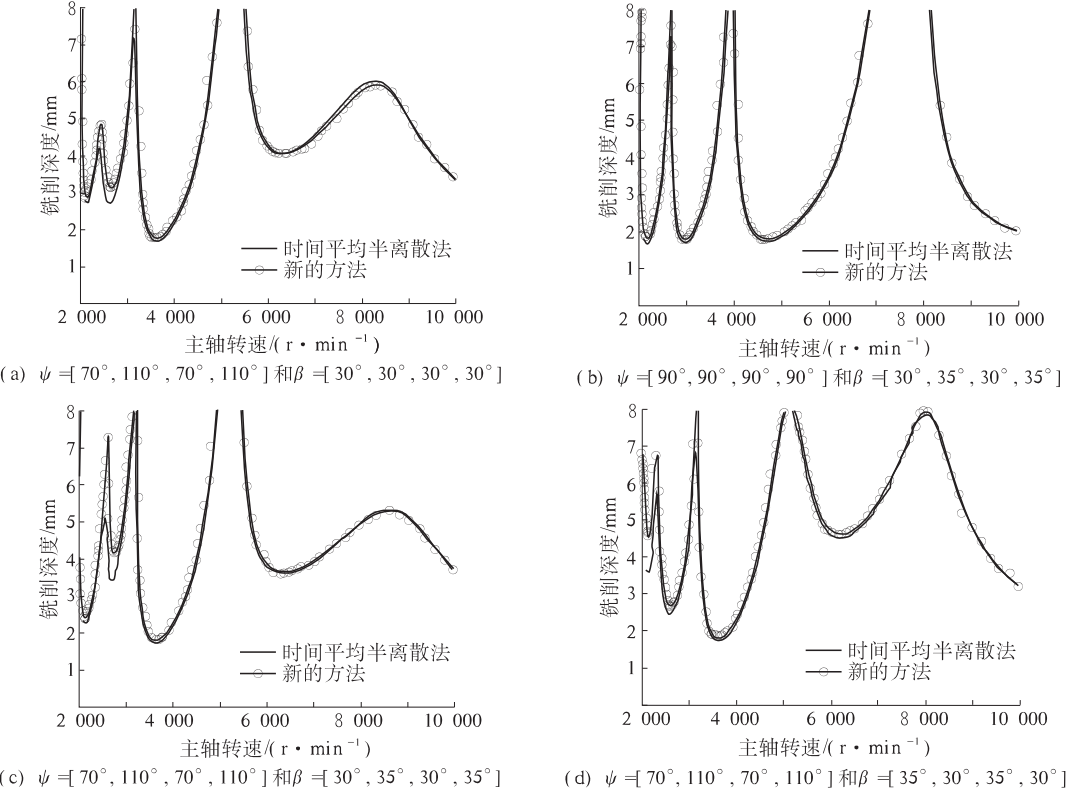 8
7
6
5
4
3
2
1
铣削深度/mm
时间平均半离散法
新的方法
2 000 4 000 6 000 8 000 10 000
主轴转速/(r·min⁻¹)
(a) ψ=[70°,110°,70°,110°]和β=[30°,30°,30°,30°]
8
7
6
5
4
3
2
1
铣削深度/mm
时间平均半离散法
新的方法
2 000 4 000 6 000 8 000 10 000
主轴转速/(r·min⁻¹)
(b) ψ=[90°,90°,90°,90°]和β=[30°,35°,30°,35°]
8
7
6
5
4
3
2
1
铣削深度/mm
时间平均半离散法
新的方法
2 000 4 000 6 000 8 000 10 000
主轴转速/(r·min⁻¹)
(c) ψ=[70°,110°,70°,110°]和β=[30°,35°,30°,35°]
8
7
6
5
4
3
2
1
铣削深度/mm
时间平均半离散法
新的方法
2 000 4 000 6 000 8 000 10 000
主轴转速/(r·min⁻¹)
(d) ψ=[70°,110°,70°,110°]和β=[35°,30°,35°,30°]